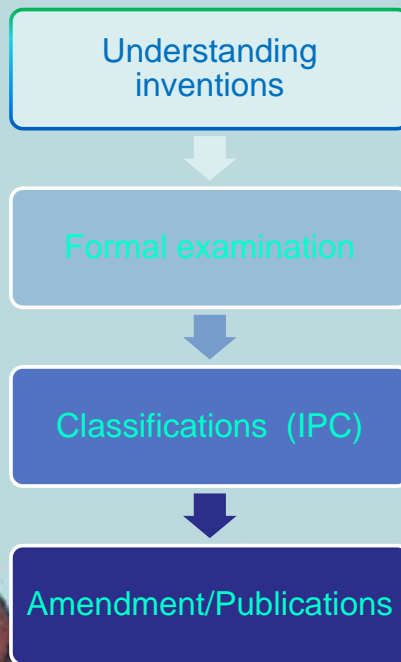 Understanding
inventions
Formal examination
Classifications (IPC)
Amendment/Publications